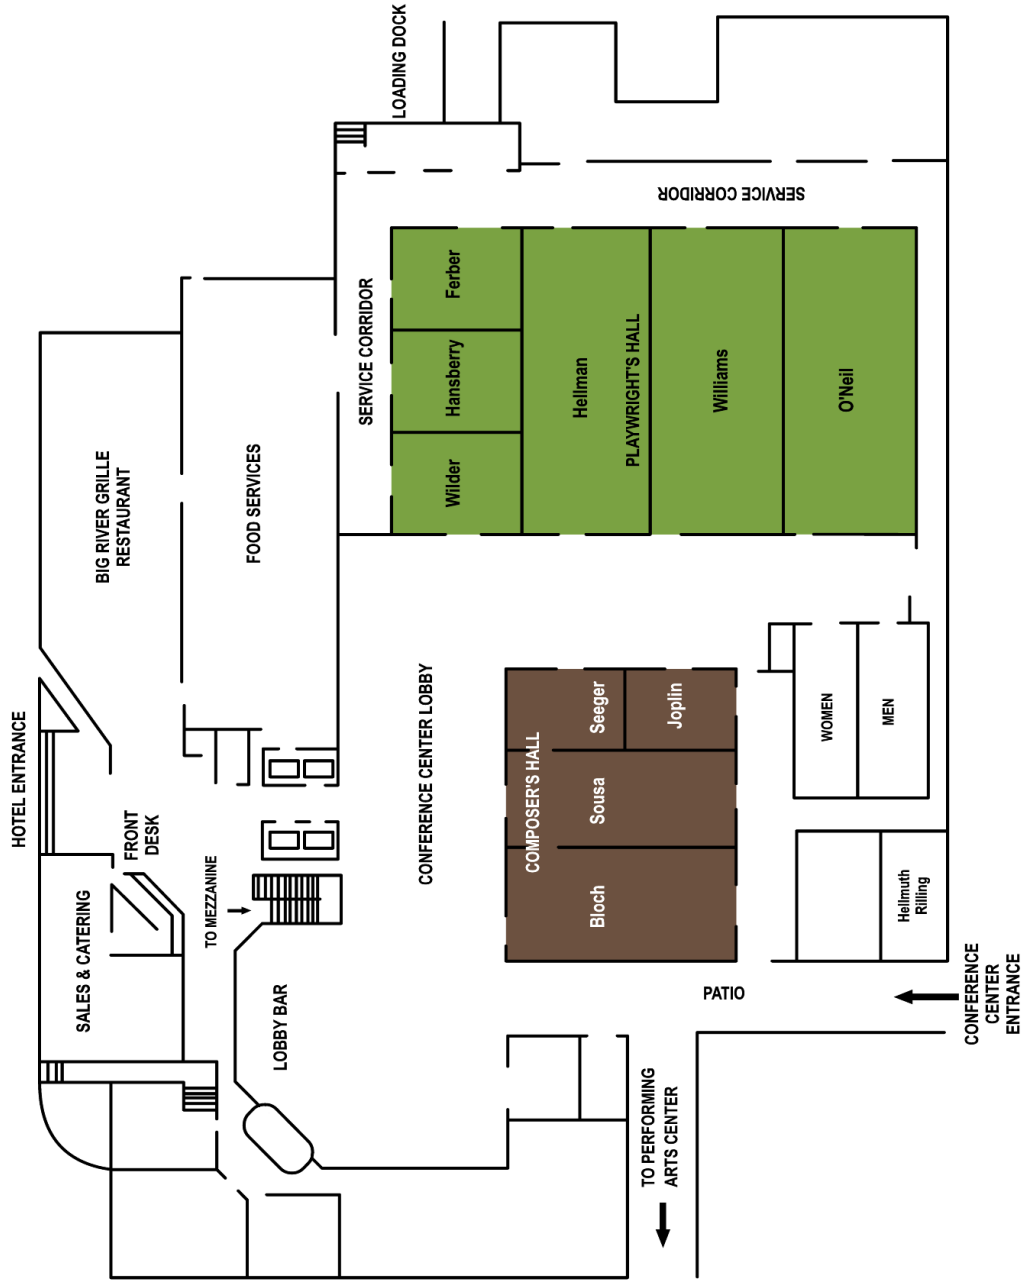 LOADING DOCK
SERVICE CORRIDOR
SERVICE CORRIDOR
Ferber
Hansberry
Wilder
Hellman
PLAYWRIGHT'S HALL
Williams
O'Neil
BIG RIVER GRILLE
RESTAURANT
FOOD SERVICES
HOTEL ENTRANCE
FRONT
DESK
SALES & CATERING
TO MEZZANINE
LOBBY BAR
CONFERENCE CENTER LOBBY
COMPOSER'S HALL
Seeger
Joplin
Sousa
Bloch
WOMEN
MEN
Hellmuth
Rilling
PATIO
CONFERENCE
CENTER
ENTRANCE
TO PERFORMING
ARTS CENTER